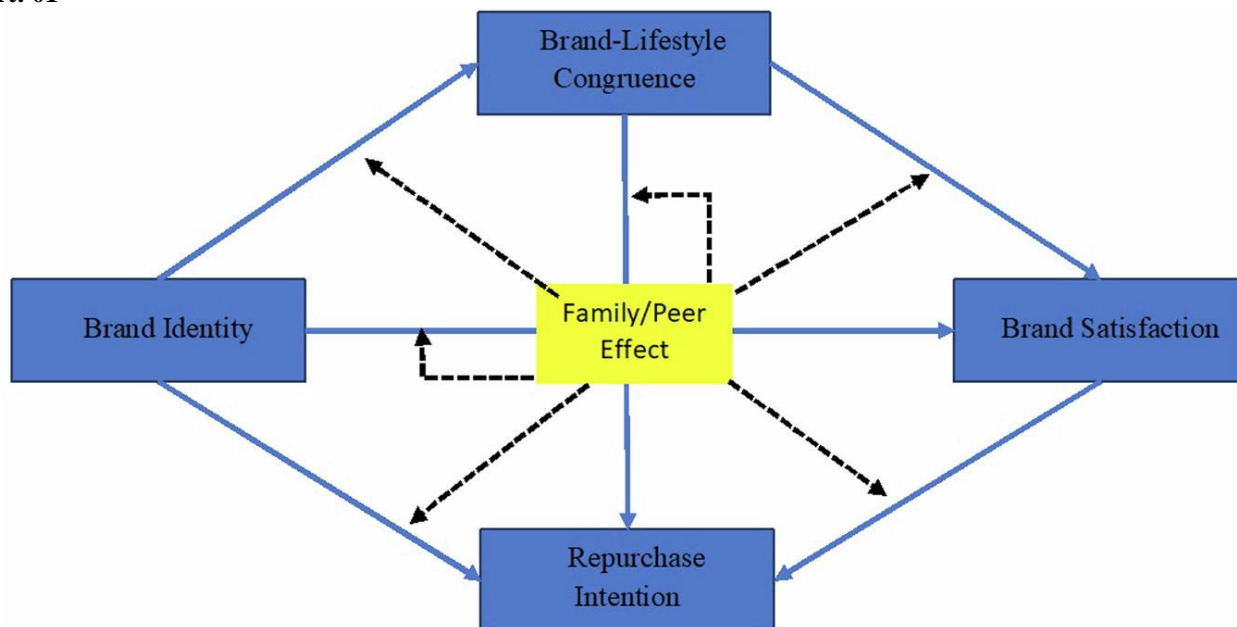 Brand-Lifestyle
Congruence
Family/Peer
Effect
Brand Identity
Brand Satisfaction
Repurchase
Intention